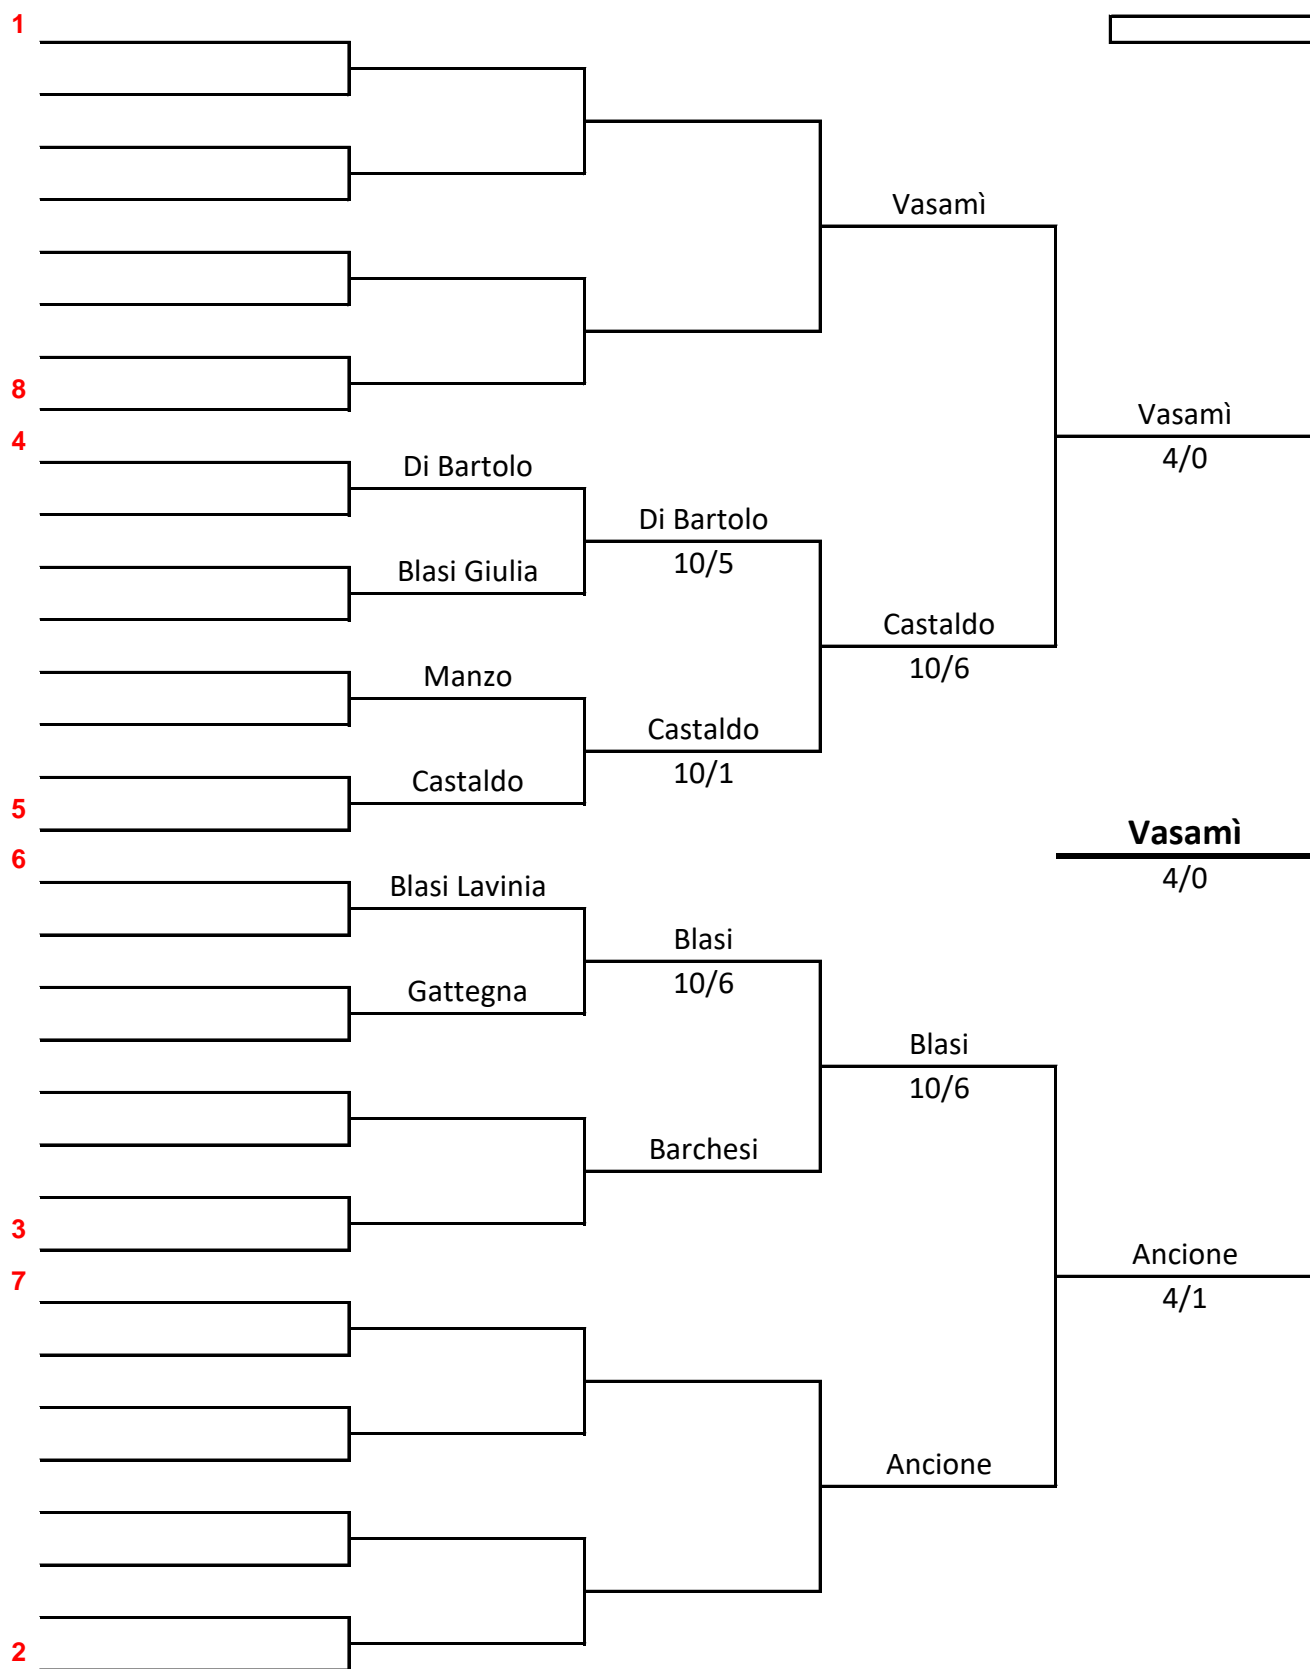 1
Vasamì
8
4
Vasamì
4/0
Di Bartolo
Di Bartolo
10/5
Blasi Giulia
Castaldo
10/6
Manzo
Castaldo
10/1
Castaldo
5
Vasamì
4/0
6
Blasi Lavinia
Blasi
10/6
Gattegna
Blasi
10/6
Barchesi
3
7
Ancione
4/1
Ancione
2